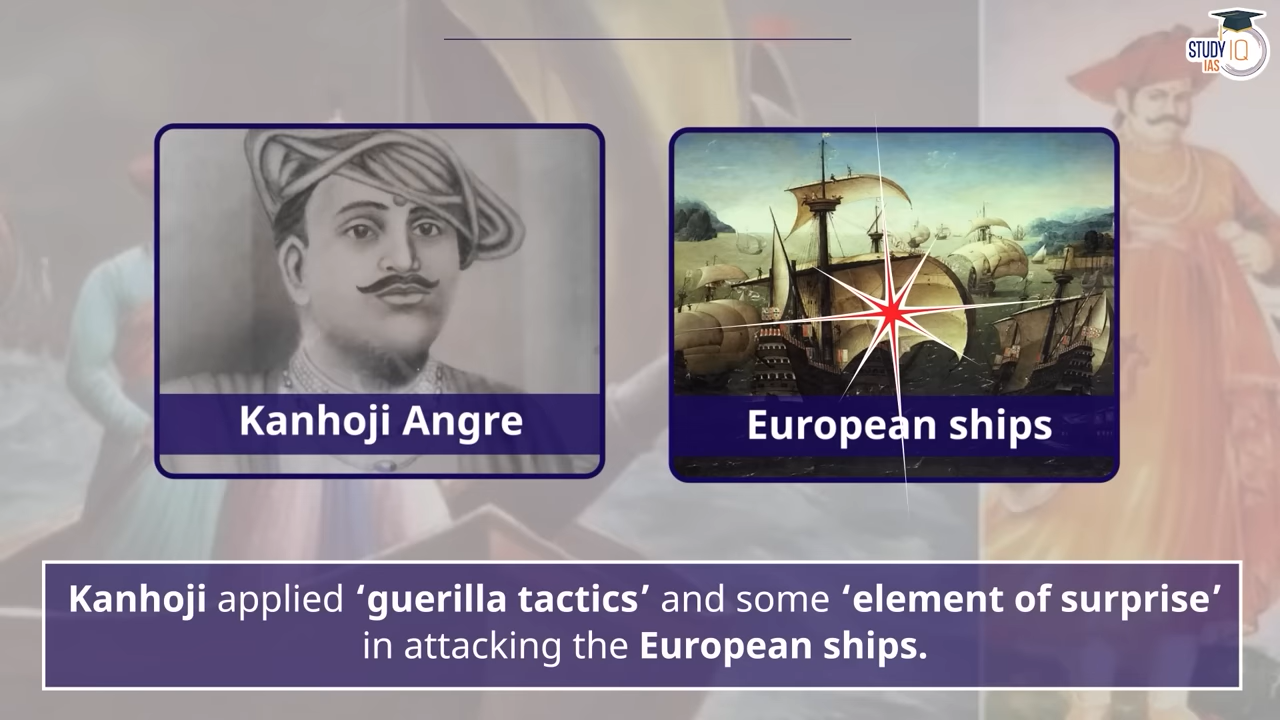 STUDY IQ
IAS
Kanhoji Angre
European ships
Kanhoji applied ‘guerilla tactics’ and some ‘element of surprise’
in attacking the European ships.